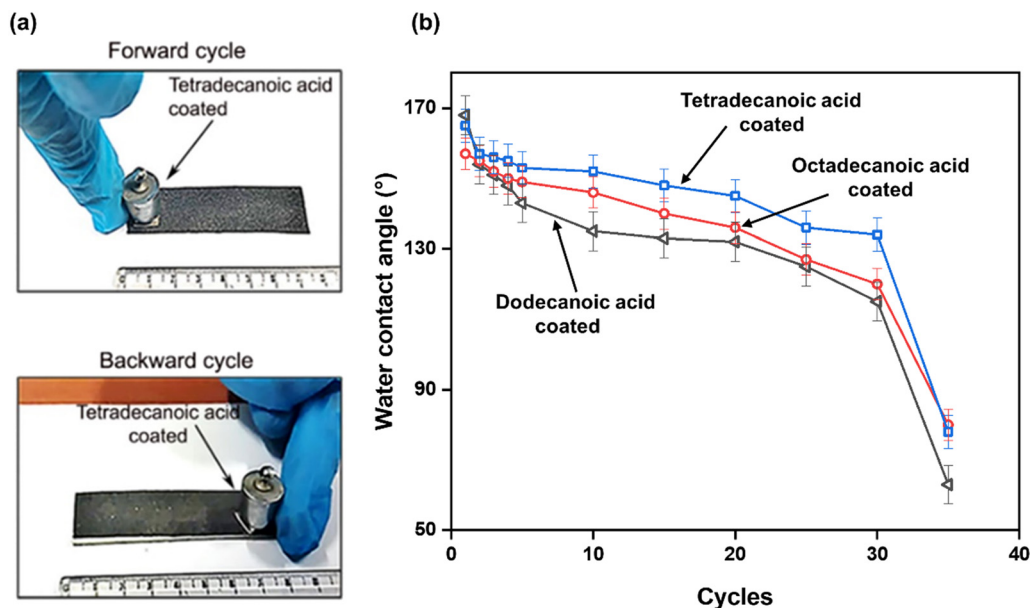 (a)
Forward cycle
Tetradecanoic acid
coated
Backward cycle
Tetradecanoic acid
coated
(b)
Water contact angle (°)
170
130
90
50
Tetradecanoic acid
coated
Octadecanoic acid
coated
Dodecanoic acid
coated
0
10
20
30
40
Cycles